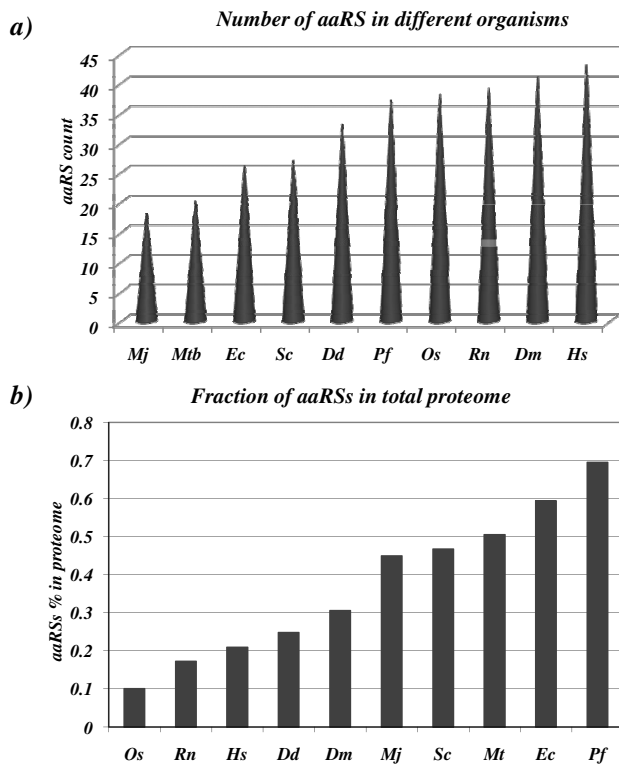 a)
Number of aaRS in different organisms
aaRS count
45
40
35
30
25
20
15
10
5
0
Mj Mtb Ec Sc Dd Pf Os Rn Dm Hs
b)
Fraction of aaRSs in total proteome
aaRSs % in proteome
0.8
0.7
0.6
0.5
0.4
0.3
0.2
0.1
0
Os Rn Hs Dd Dm Mj Sc Mt Ec Pf